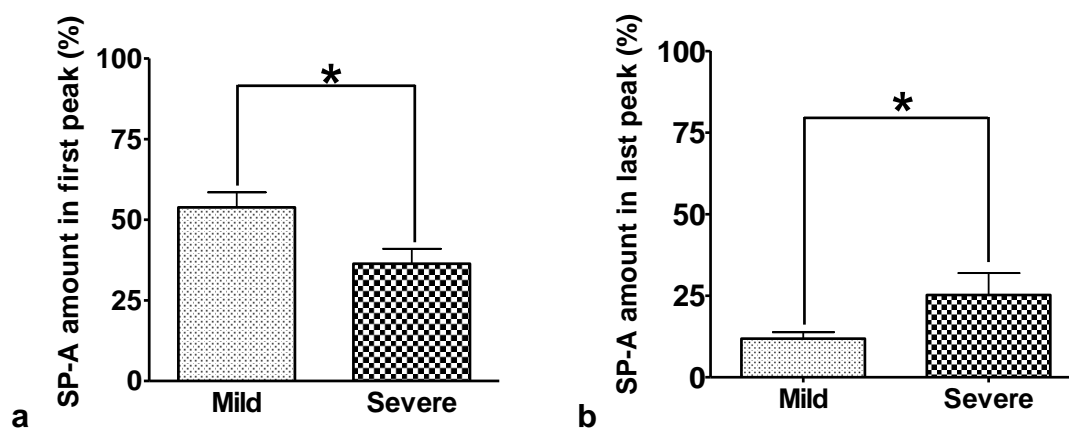 SP-A amount in first peak (%)
100
75
50
25
0
*
Mild Severe
a
SP-A amount in last peak (%)
100
75
50
25
0
*
Mild Severe
b